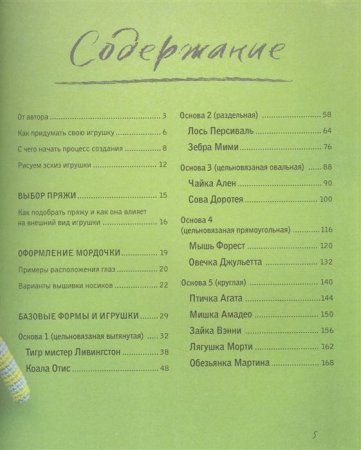 Содержание
От автора 3
Как придумать свою игрушку 6
С чего начать процесс создания 8
Рисуем эскиз игрушки 12
ВЫБОР ПРЯЖИ 15
Как подобрать пряжу и как она влияет
на внешний вид игрушки 16
ОФОРМЛЕНИЕ МОРДОЧКИ 19
Примеры расположения глаз 20
Варианты вышивки носиков 22
БАЗОВЫЕ ФОРМЫ И ИГРУШКИ 29
Основа 1 (цельновязаная вытянутая) 32
Тигр мистер Ливингстон 38
Коала Отис 48
Основа 2 (раздельная) 58
Лось Персиваль 64
Зебра Мими 76
Основа 3 (цельновязаная овальная) 88
Чайка Ален 90
Сова Доротея 100
Основа 4
(цельновязаная прямоугольная) 116
Мышь Форест 120
Овечка Джульетта 132
Основа 5 (круглая) 140
Птичка Агата 144
Мишка Амадео 150
Зайка Вэнни 156
Лягушка Морти 162
Обезьянка Мартина 168
5